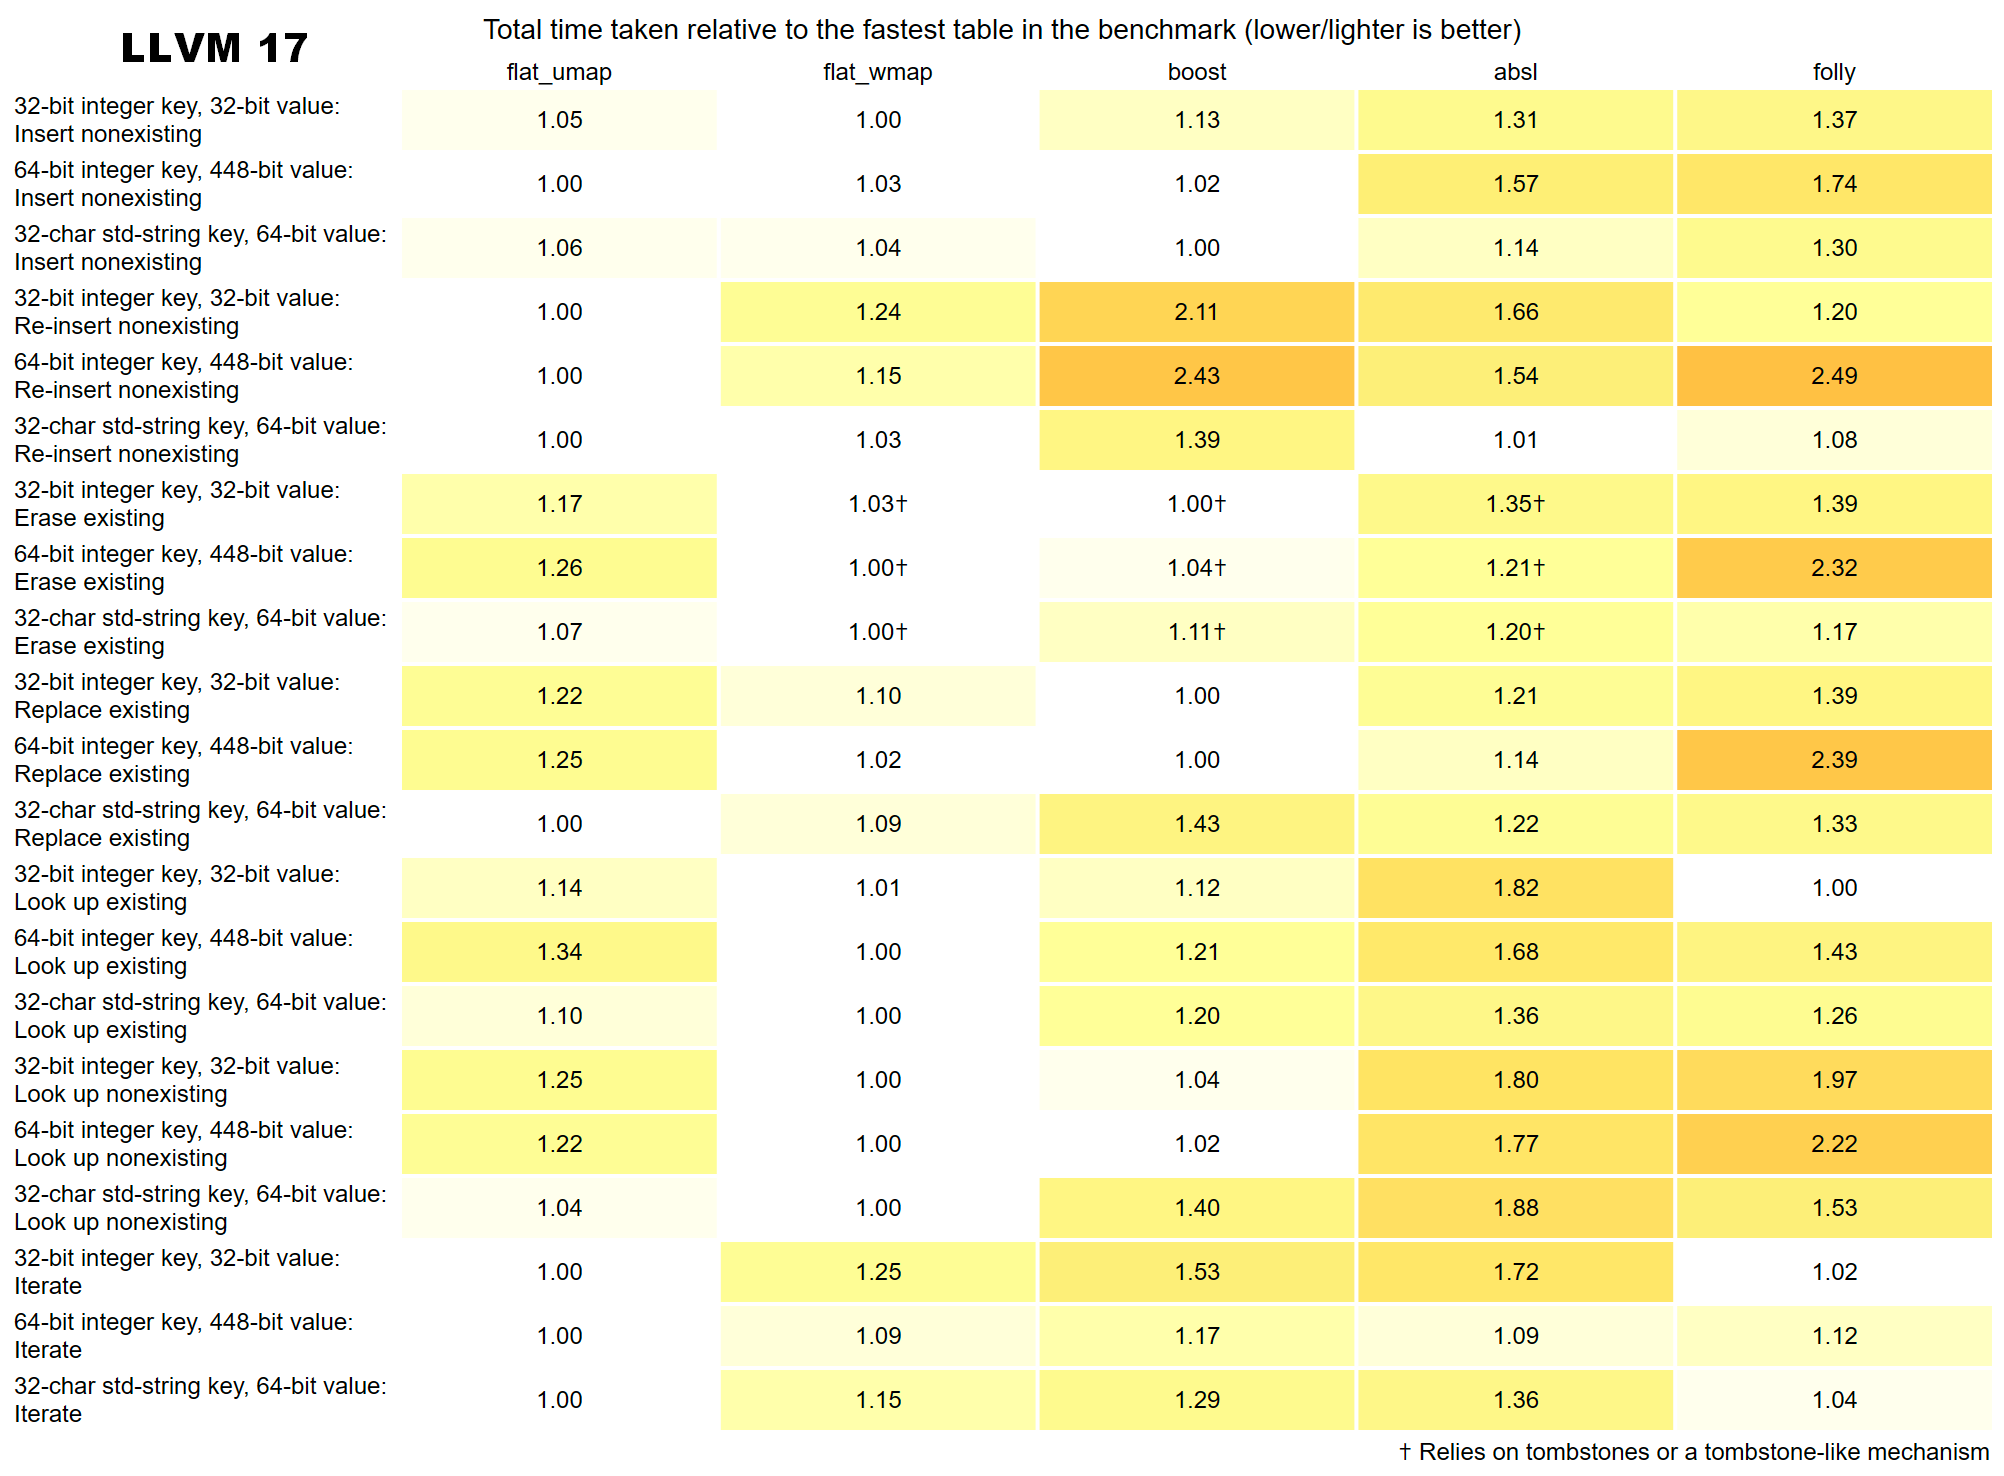 LLVM 17
Total time taken relative to the fastest table in the benchmark (lower/lighter is better)
flat_umap flat_wmap boost absl folly
32-bit integer key, 32-bit value:
Insert nonexisting
1.05 1.00 1.13 1.31 1.37
64-bit integer key, 448-bit value:
Insert nonexisting
1.00 1.03 1.02 1.57 1.74
32-char std-string key, 64-bit value:
Insert nonexisting
1.06 1.04 1.00 1.14 1.30
32-bit integer key, 32-bit value:
Re-insert nonexisting
1.00 1.24 2.11 1.66 1.20
64-bit integer key, 448-bit value:
Re-insert nonexisting
1.00 1.15 2.43 1.54 2.49
32-char std-string key, 64-bit value:
Re-insert nonexisting
1.00 1.03 1.39 1.01 1.08
32-bit integer key, 32-bit value:
Erase existing
1.17 1.03† 1.00† 1.35† 1.39
64-bit integer key, 448-bit value:
Erase existing
1.26 1.00† 1.04† 1.21† 2.32
32-char std-string key, 64-bit value:
Erase existing
1.07 1.00† 1.11† 1.20† 1.17
32-bit integer key, 32-bit value:
Replace existing
1.22 1.10 1.00 1.21 1.39
64-bit integer key, 448-bit value:
Replace existing
1.25 1.02 1.00 1.14 2.39
32-char std-string key, 64-bit value:
Replace existing
1.00 1.09 1.43 1.22 1.33
32-bit integer key, 32-bit value:
Look up existing
1.14 1.01 1.12 1.82 1.00
64-bit integer key, 448-bit value:
Look up existing
1.34 1.00 1.21 1.68 1.43
32-char std-string key, 64-bit value:
Look up existing
1.10 1.00 1.20 1.36 1.26
32-bit integer key, 32-bit value:
Look up nonexisting
1.25 1.00 1.04 1.80 1.97
64-bit integer key, 448-bit value:
Look up nonexisting
1.22 1.00 1.02 1.77 2.22
32-char std-string key, 64-bit value:
Look up nonexisting
1.04 1.00 1.40 1.88 1.53
32-bit integer key, 32-bit value:
Iterate
1.00 1.25 1.53 1.72 1.02
64-bit integer key, 448-bit value:
Iterate
1.00 1.09 1.17 1.09 1.12
32-char std-string key, 64-bit value:
Iterate
1.00 1.15 1.29 1.36 1.04
† Relies on tombstones or a tombstone-like mechanism